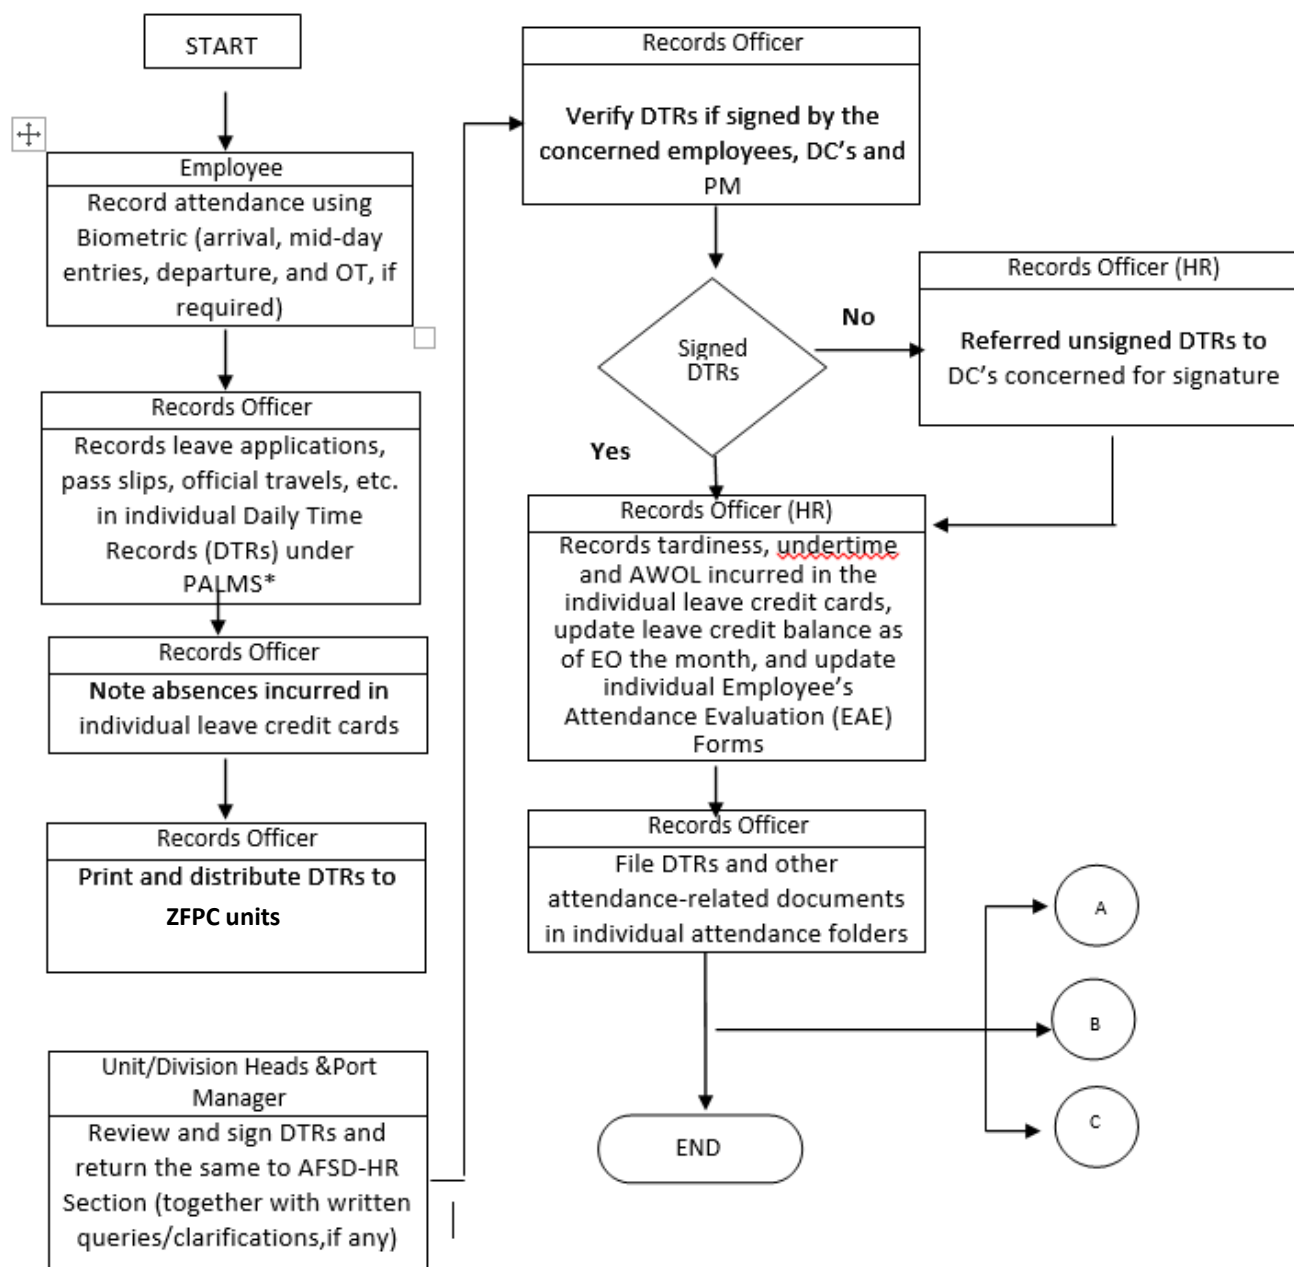 START
Employee
Record attendance using
Biometric (arrival, mid-day
entries, departure, and OT, if
required)
Records Officer
Records leave applications,
pass slips, official travels, etc.
in individual Daily Time
Records (DTRs) under
PALMS*
Records Officer
Note absences incurred in
individual leave credit cards
Records Officer
Print and distribute DTRs to
ZFPC units
Unit/Division Heads &Port
Manager
Review and sign DTRs and
return the same to AFSD-HR
Section (together with written
queries/clarifications,if any)
Records Officer
Verify DTRs if signed by the
concerned employees, DC's and
PM
Signed
DTRs
No
Records Officer (HR)
Referred unsigned DTRs to
DC's concerned for signature
Yes
Records Officer (HR)
Records tardiness, undertime
and AWOL incurred in the
individual leave credit cards,
update leave credit balance as
of EO the month, and update
individual Employee's
Attendance Evaluation (EAE)
Forms
Records Officer
File DTRs and other
attendance-related documents
in individual attendance folders
A
B
C
END